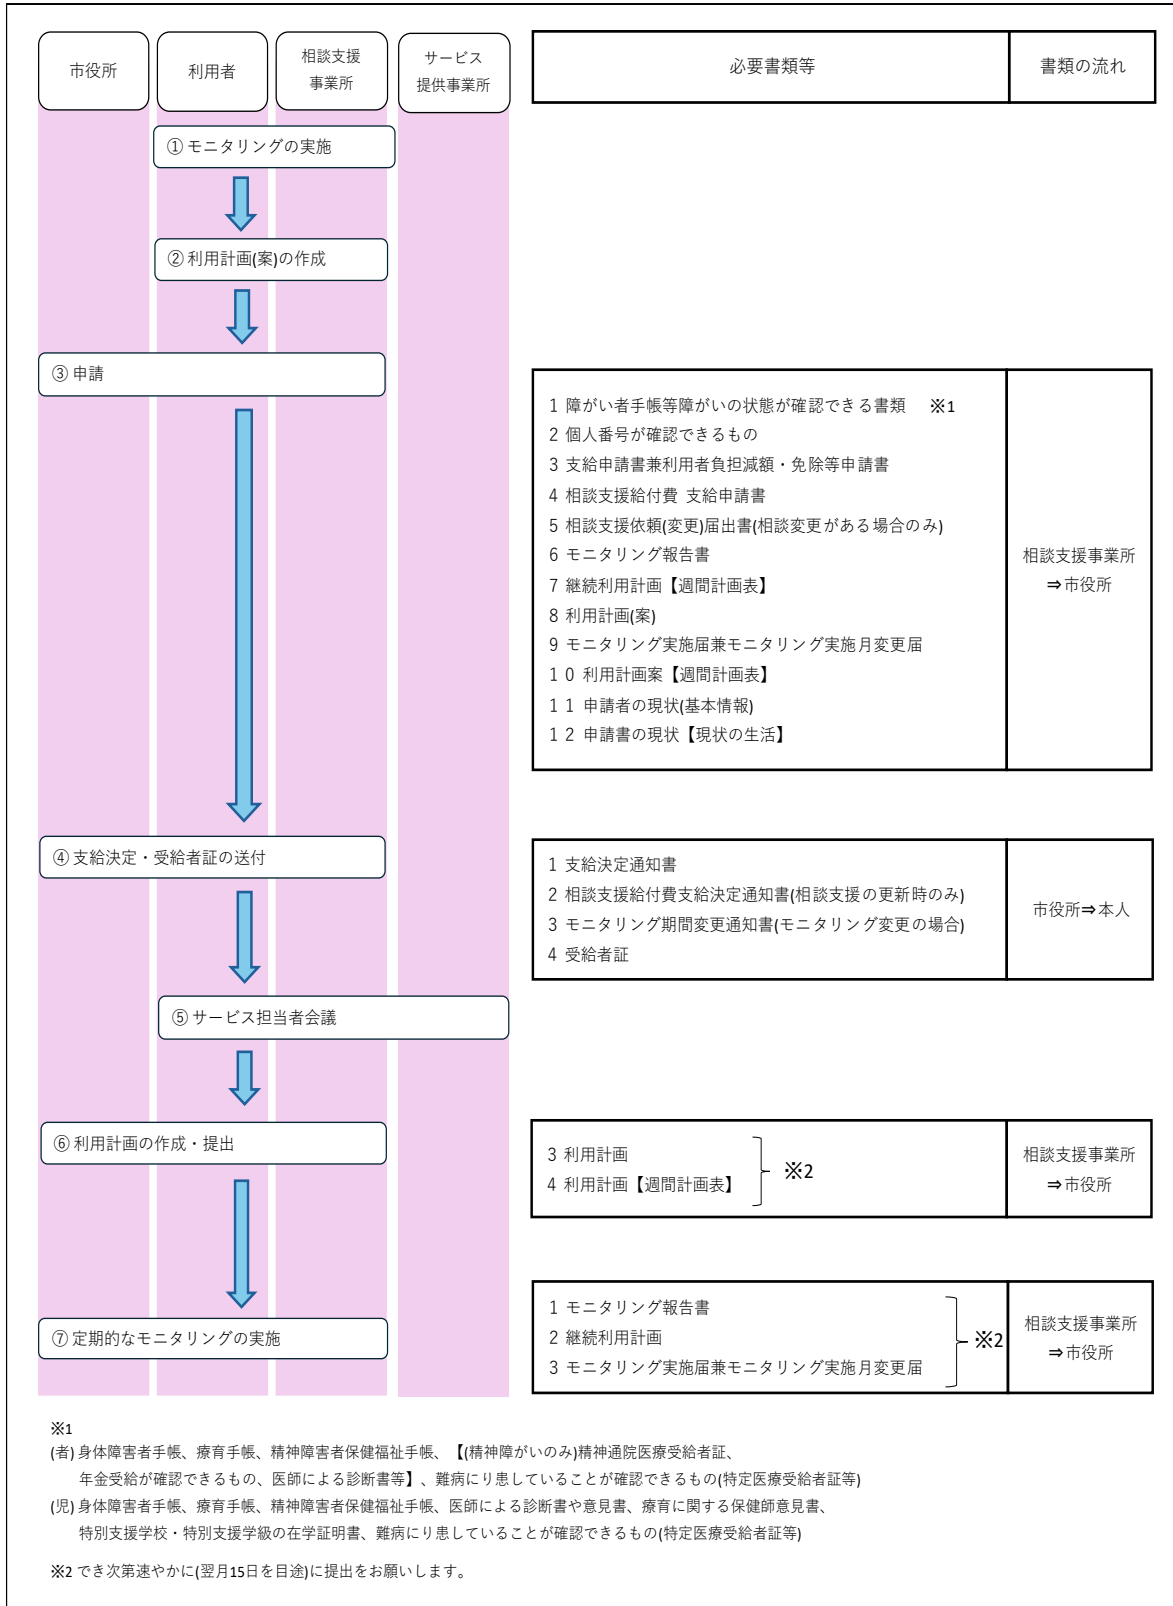 市役所
利用者
相談支援
事業所
サービス
提供事業所
必要書類等
書類の流れ
① モニタリングの実施
② 利用計画(案)の作成
③ 申請
1 障がい者手帳等障がいの状態が確認できる書類 ※1
2 個人番号が確認できるもの
3 支給申請書兼利用者負担減額・免除等申請書
4 相談支援給付費 支給申請書
5 相談支援依頼(変更)届出書(相談変更がある場合のみ)
6 モニタリング報告書
7 継続利用計画【週間計画表】
8 利用計画(案)
9 モニタリング実施届兼モニタリング実施月変更届
10 利用計画案【週間計画表】
11 申請者の現状(基本情報)
12 申請書の現状【現状の生活】
相談支援事業所
⇒市役所
④ 支給決定・受給者証の送付
1 支給決定通知書
2 相談支援給付費支給決定通知書(相談支援の更新時のみ)
3 モニタリング期間変更通知書(モニタリング変更の場合)
4 受給者証
市役所⇒本人
⑤ サービス担当者会議
⑥ 利用計画の作成・提出
3 利用計画
4 利用計画【週間計画表】
※2
相談支援事業所
⇒市役所
⑦ 定期的なモニタリングの実施
1 モニタリング報告書
2 継続利用計画
3 モニタリング実施届兼モニタリング実施月変更届
※2
相談支援事業所
⇒市役所
※1
(者) 身体障害者手帳、療育手帳、精神障害者保健福祉手帳、【(精神障がいのみ)精神通院医療受給者証、
年金受給が確認できるもの、医師による診断書等】、難病にり患していることが確認できるもの(特定医療受給者証等)
(児) 身体障害者手帳、療育手帳、精神障害者保健福祉手帳、医師による診断書や意見書、療育に関する保健師意見書、
特別支援学校・特別支援学級の在学証明書、難病にり患していることが確認できるもの(特定医療受給者証等)
※2 でき次第速やかに(翌月15日を目途)に提出をお願いします。